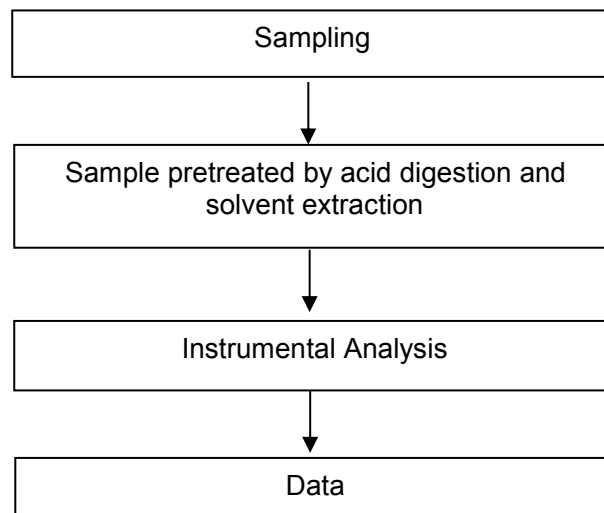 Sampling
Sample pretreated by acid digestion and
solvent extraction
Instrumental Analysis
Data